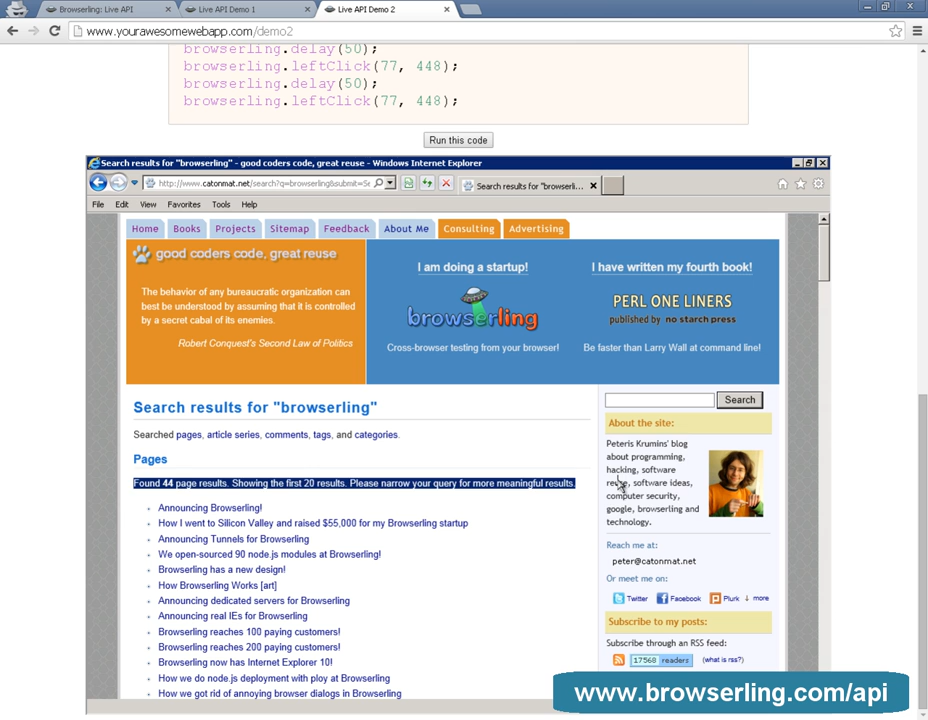 Browserling: Live API
Live API Demo 1
Live API Demo 2
www.yourawesomewebapp.com/demo2
browserling.delay(50);
browserling.leftClick(77, 448);
browserling.delay(50);
browserling.leftClick(77, 448);
Run this code
Search results for "browserling" - good coders code, great reuse - Windows Internet Explorer
http://www.catonmat.net/search?q=browserling&submit=Se
Search results for "browserli...
File Edit View Favorites Tools Help
Home Books Projects Sitemap Feedback About Me Consulting Advertising
good coders code, great reuse
The behavior of any bureaucratic organization can
best be understood by assuming that it is controlled
by a secret cabal of its enemies.
Robert Conquest's Second Law of Politics
I am doing a startup!
browserling
Cross-browser testing from your browser!
I have written my fourth book!
PERL ONE LINERS
published by no starch press
Be faster than Larry Wall at command line!
Search results for "browserling"
Searched pages, article series, comments, tags, and categories.
Pages
Found 44 page results. Showing the first 20 results. Please narrow your query for more meaningful results.
Announcing Browserling!
How I went to Silicon Valley and raised $55,000 for my Browserling startup
Announcing Tunnels for Browserling
We open-sourced 90 node.js modules at Browserling!
Browserling has a new design!
How Browserling Works [art]
Announcing dedicated servers for Browserling
Announcing real IEs for Browserling
Browserling reaches 100 paying customers!
Browserling reaches 200 paying customers!
Browserling now has Internet Explorer 10!
How we do node.js deployment with ploy at Browserling
How we got rid of annoying browser dialogs in Browserling
Search
About the site:
Peteris Krumins' blog
about programming,
hacking, software
reuse, software ideas,
computer security,
google, browserling and
technology.
Reach me at:
peter@catonmat.net
Or meet me on:
Twitter Facebook Plurk ↓ more
Subscribe to my posts:
Subscribe through an RSS feed:
17568 readers (what is rss?)
www.browserling.com/api